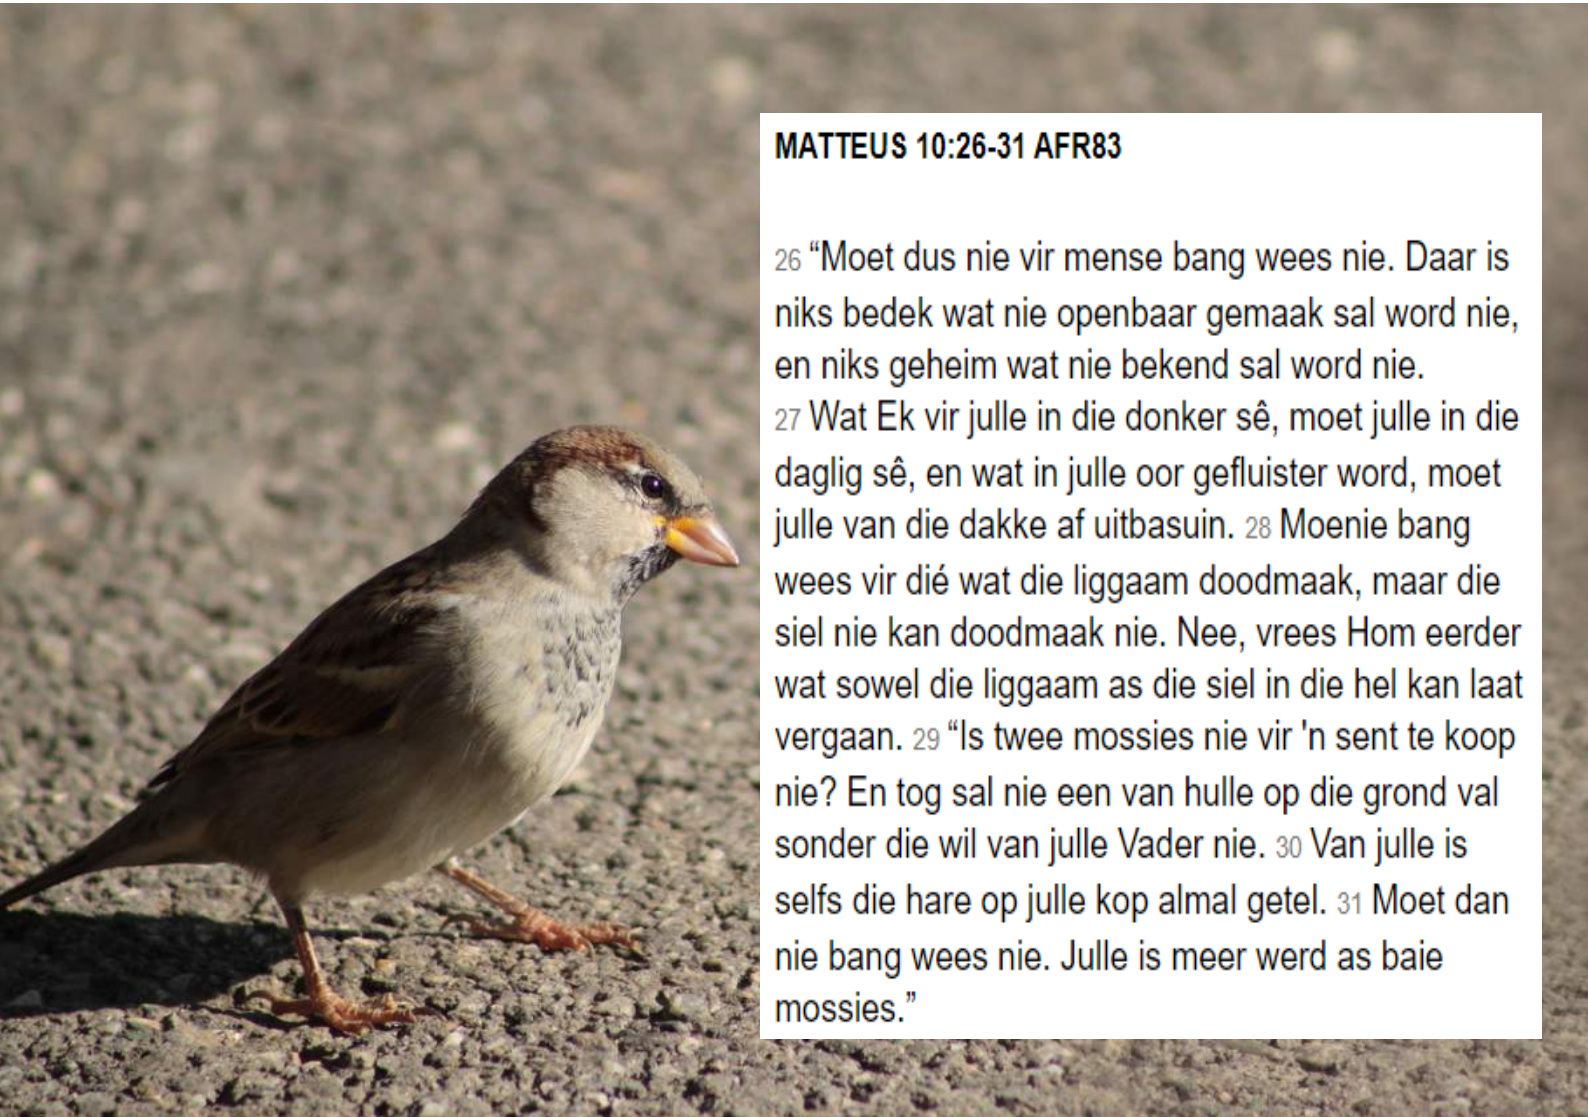 MATTEUS 10:26-31 AFR83
26 “Moet dus nie vir mense bang wees nie. Daar is
niks bedek wat nie openbaar gemaak sal word nie,
en niks geheim wat nie bekend sal word nie.
27 Wat Ek vir julle in die donker sê, moet julle in die
daglig sê, en wat in julle oor gefluister word, moet
julle van die dakke af uitbasuin. 28 Moenie bang
wees vir dié wat die liggaam doodmaak, maar die
siel nie kan doodmaak nie. Nee, vrees Hom eerder
wat sowel die liggaam as die siel in die hel kan laat
vergaan. 29 “Is twee mossies nie vir 'n sent te koop
nie? En tog sal nie een van hulle op die grond val
sonder die wil van julle Vader nie. 30 Van julle is
selfs die hare op julle kop almal getel. 31 Moet dan
nie bang wees nie. Julle is meer werd as baie
mossies.”